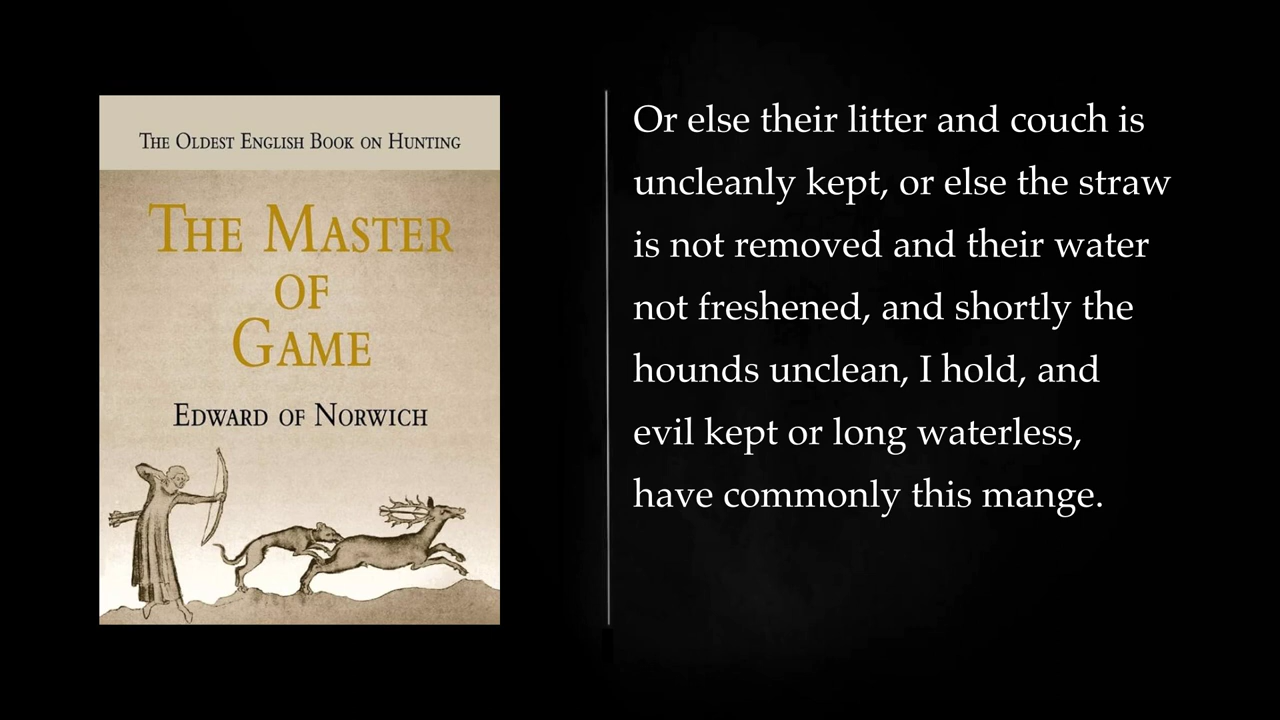 The Oldest English Book on Hunting
The Master
of
Game
Edward of Norwich
Or else their litter and couch is
uncleanly kept, or else the straw
is not removed and their water
not freshened, and shortly the
hounds unclean, I hold, and
evil kept or long waterless,
have commonly this mange.